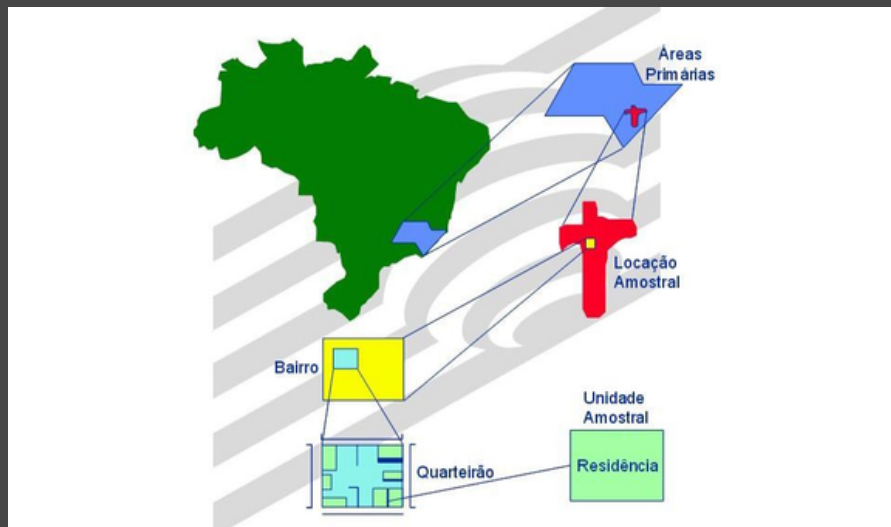 Áreas
Primárias
Locação
Amostral
Bairro
Unidade
Amostral
Quarteirão
Residência